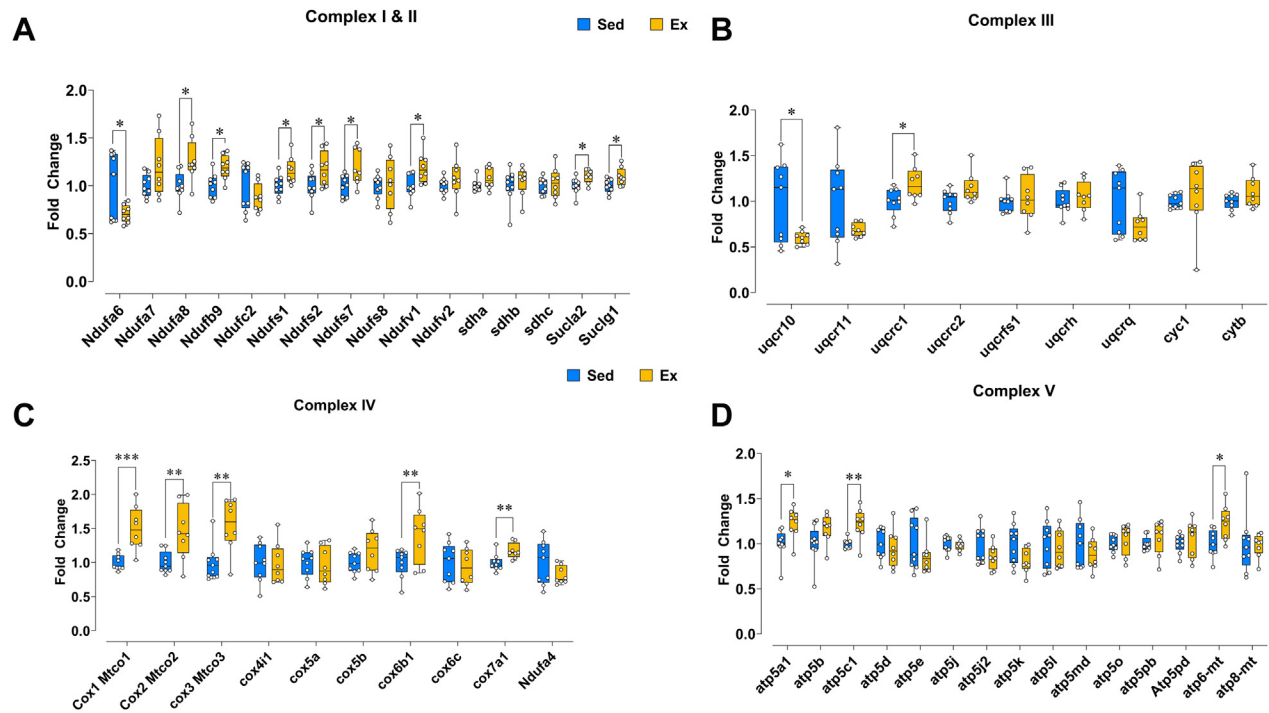 A
Complex I & II
Sed
Ex
Fold Change
2.0
1.5
1.0
0.5
0.0
*
*
*
*
*
*
*
*
*
Ndufa6
Ndufa7
Ndufa8
Ndufb9
Ndufc2
Ndufs1
Ndufs2
Ndufs7
Ndufs8
Ndufv1
Ndufv2
sdha
sdhb
sdhc
Sucla2
Suclg1
B
Complex III
Fold Change
2.0
1.5
1.0
0.5
0.0
*
*
uqcr10
uqcr11
uqcrc1
uqcrc2
uqcrfs1
uqcrh
uqcrq
cyc1
cytb
Sed
Ex
C
Complex IV
Fold Change
2.5
2.0
1.5
1.0
0.5
0.0
***
**
**
**
**
Cox1 Mtco1
Cox2 Mtco2
cox3 Mtco3
cox4i1
cox5a
cox5b
cox6b1
cox6c
cox7a1
Ndufa4
D
Complex V
Fold Change
2.0
1.5
1.0
0.5
0.0
*
**
*
atp5a1
atp5b
atp5c1
atp5d
atp5e
atp5j
atp5j2
atp5k
atp5l
atp5md
atp5o
atp5pb
Atp5pd
atp6-mt
atp8-mt